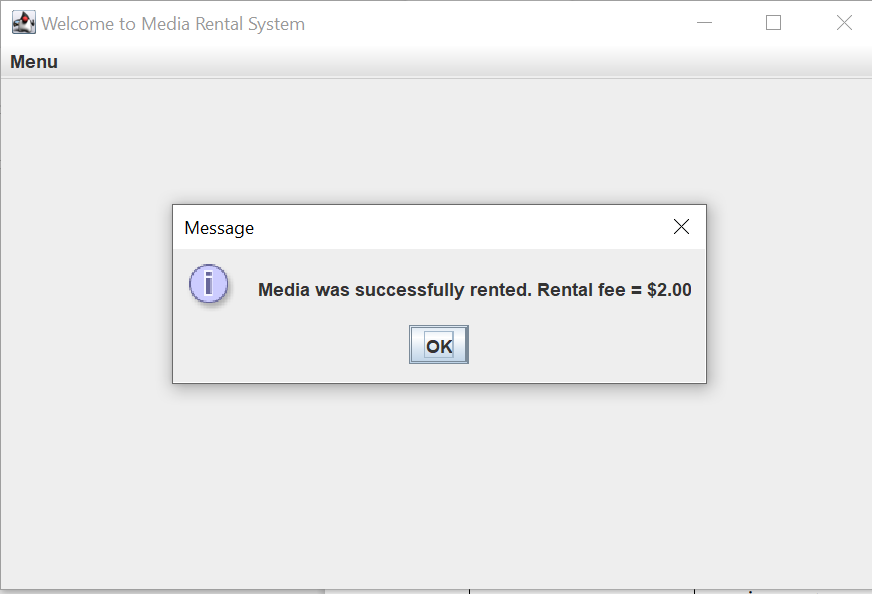 Welcome to Media Rental System
Menu
Message
Media was successfully rented. Rental fee = $2.00
OK